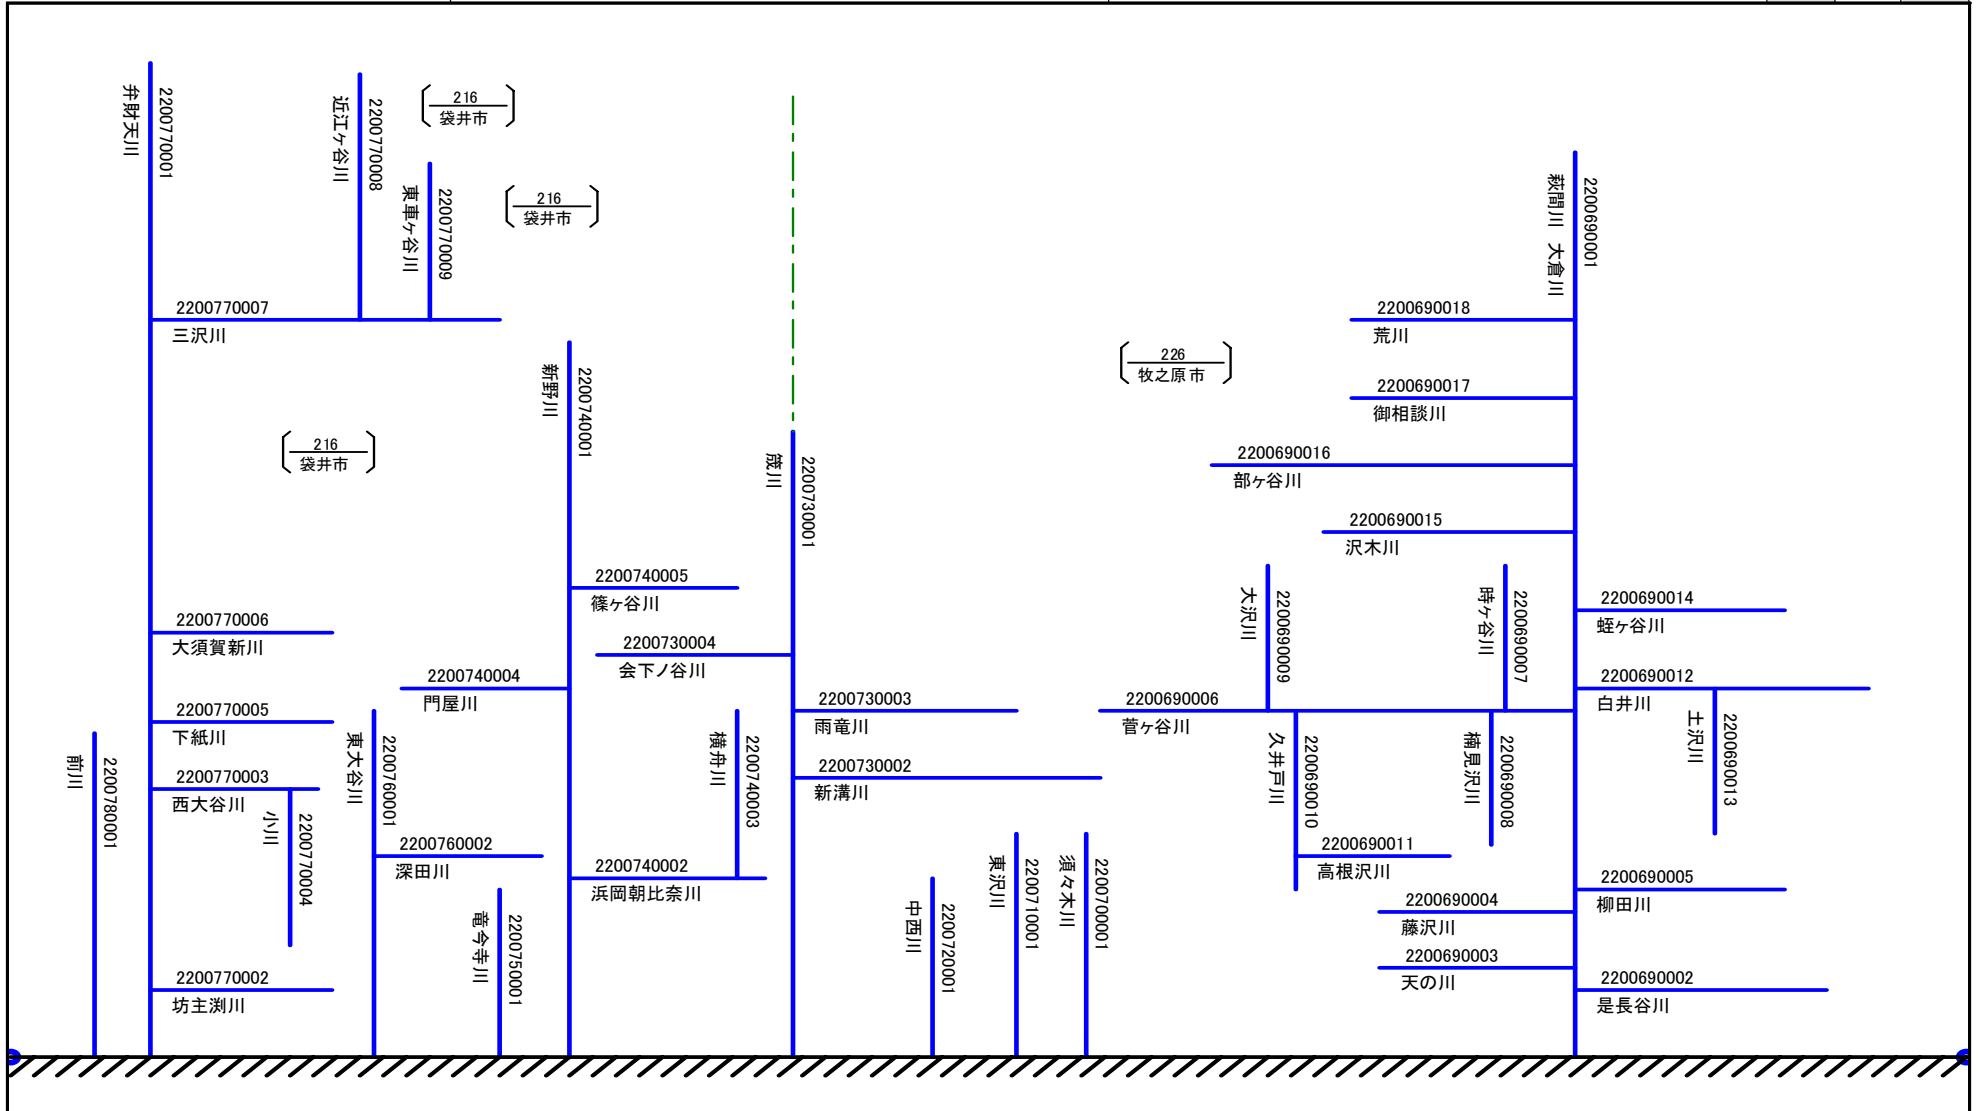 2200770001
弁財天川
2200770008
近江ヶ谷川
216
袋井市
2200770009
東車ヶ谷川
216
袋井市
2200770007
三沢川
216
袋井市
2200770006
大須賀新川
2200770005
下紙川
2200770003
西大谷川
2200770004
小川
2200770002
坊主渕川
2200780001
前川
2200760001
東大谷川
2200760002
深田川
2200750001
竜今寺川
2200740001
新野川
2200740005
篠ヶ谷川
2200740004
門屋川
2200740003
横舟川
2200740002
浜岡朝比奈川
2200730001
筬川
2200730004
会下ノ谷川
2200730003
雨竜川
2200730002
新溝川
2200720001
中西川
2200710001
東沢川
2200700001
須々木川
226
牧之原市
2200690001
萩間川 大倉川
2200690018
荒川
2200690017
御相談川
2200690016
部ヶ谷川
2200690015
沢木川
2200690014
蛭ヶ谷川
2200690012
白井川
2200690013
土沢川
2200690009
大沢川
2200690007
時ヶ谷川
2200690006
菅ヶ谷川
2200690010
久井戸川
2200690008
楠見沢川
2200690011
高根沢川
2200690005
柳田川
2200690004
藤沢川
2200690003
天の川
2200690002
是長谷川